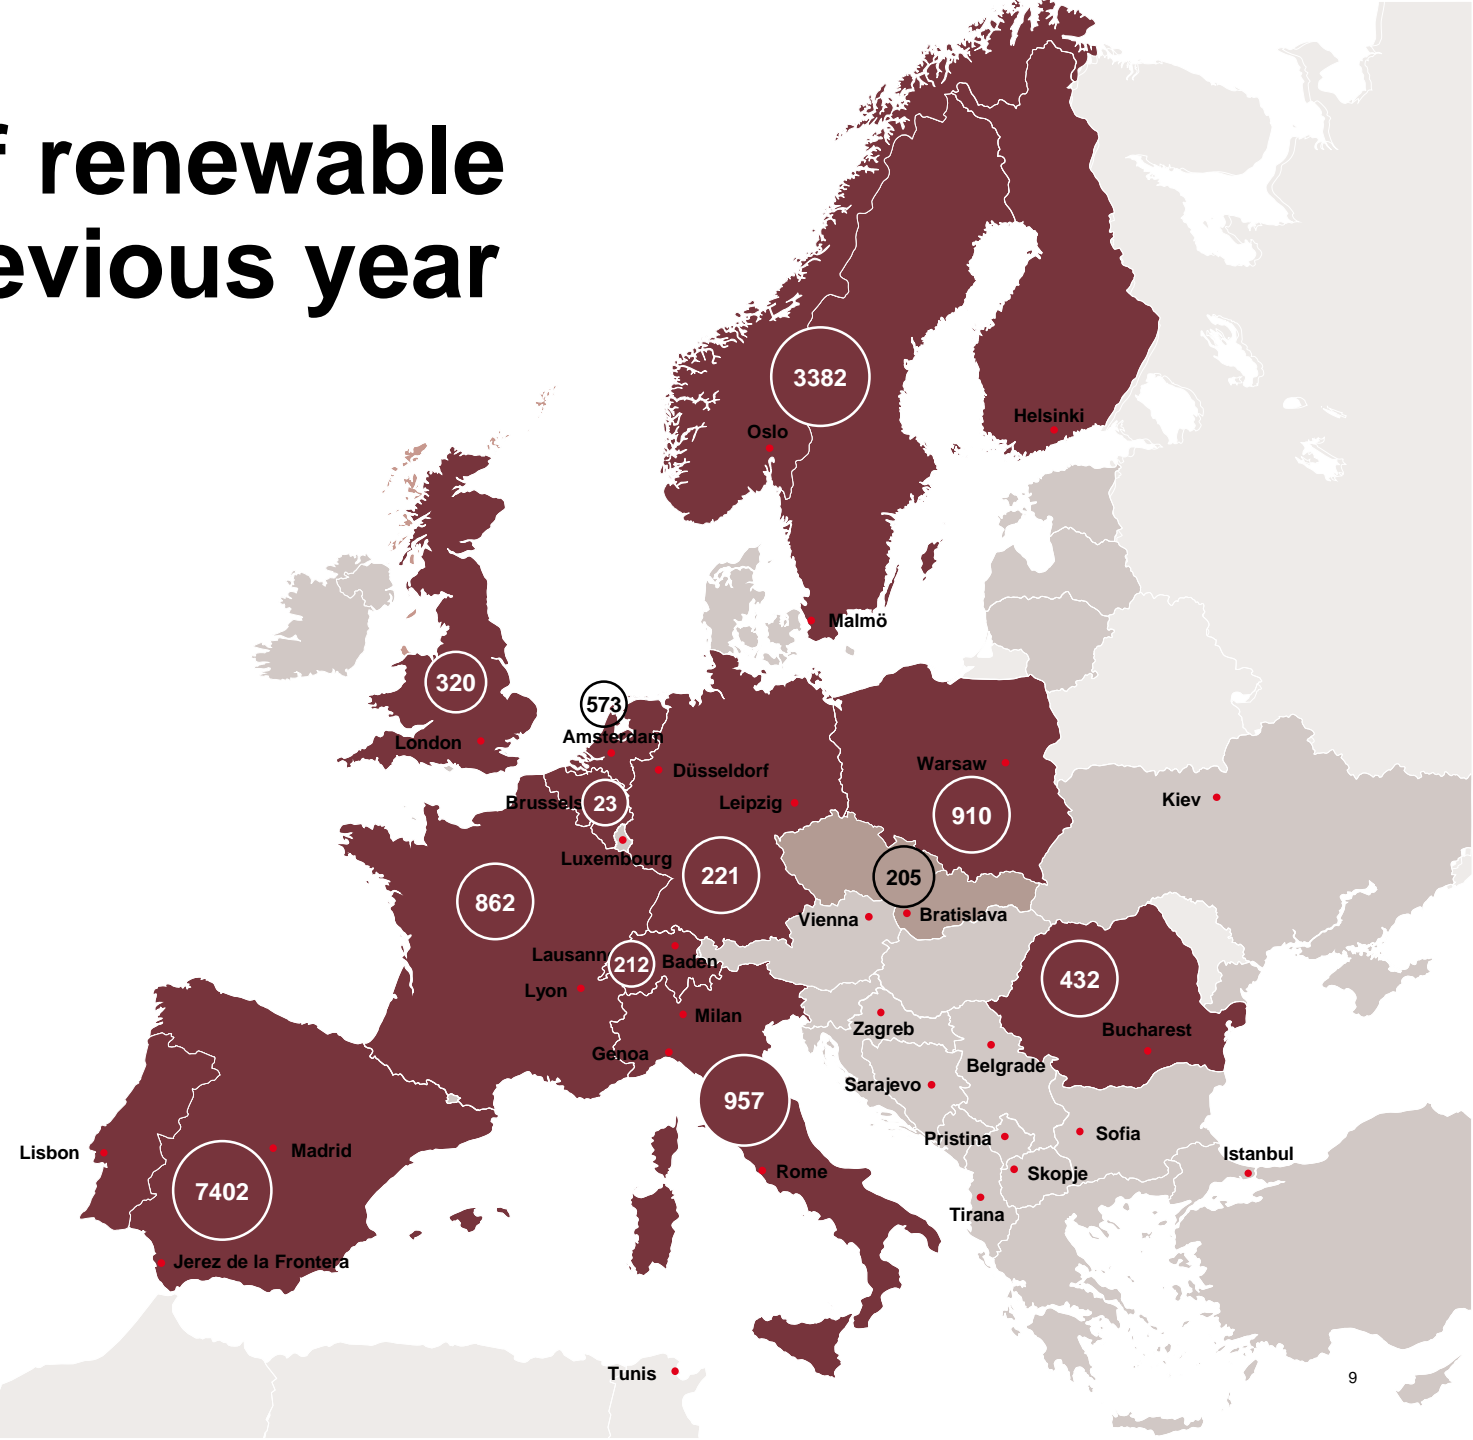 f renewable
evious year
3382
Helsinki
Oslo
Malmö
320
573
London
Amsterdam
Düsseldorf
Warsaw
Brussels
23
Leipzig
Kiev
910
Luxembourg
221
205
862
Vienna
Bratislava
Lausann
212
Baden
432
Lyon
Milan
Zagreb
Bucharest
Genoa
Belgrade
Sarajevo
957
Pristina
Sofia
Lisbon
Madrid
Istanbul
Rome
Skopje
7402
Tirana
Jerez de la Frontera
Tunis
9